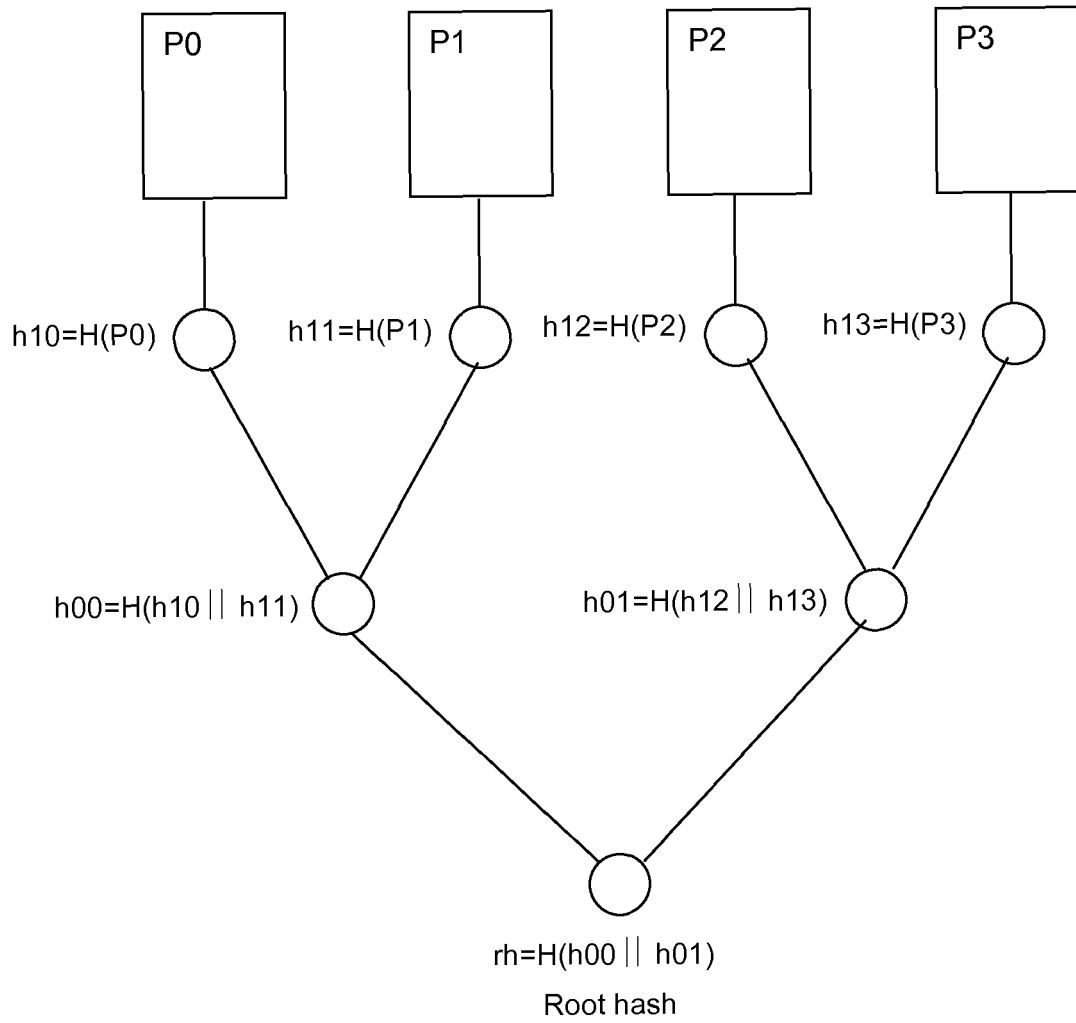 P0
P1
P2
P3
h10=H(P0)
h11=H(P1)
h12=H(P2)
h13=H(P3)
h00=H(h10 || h11)
h01=H(h12 || h13)
rh=H(h00 || h01)
Root hash